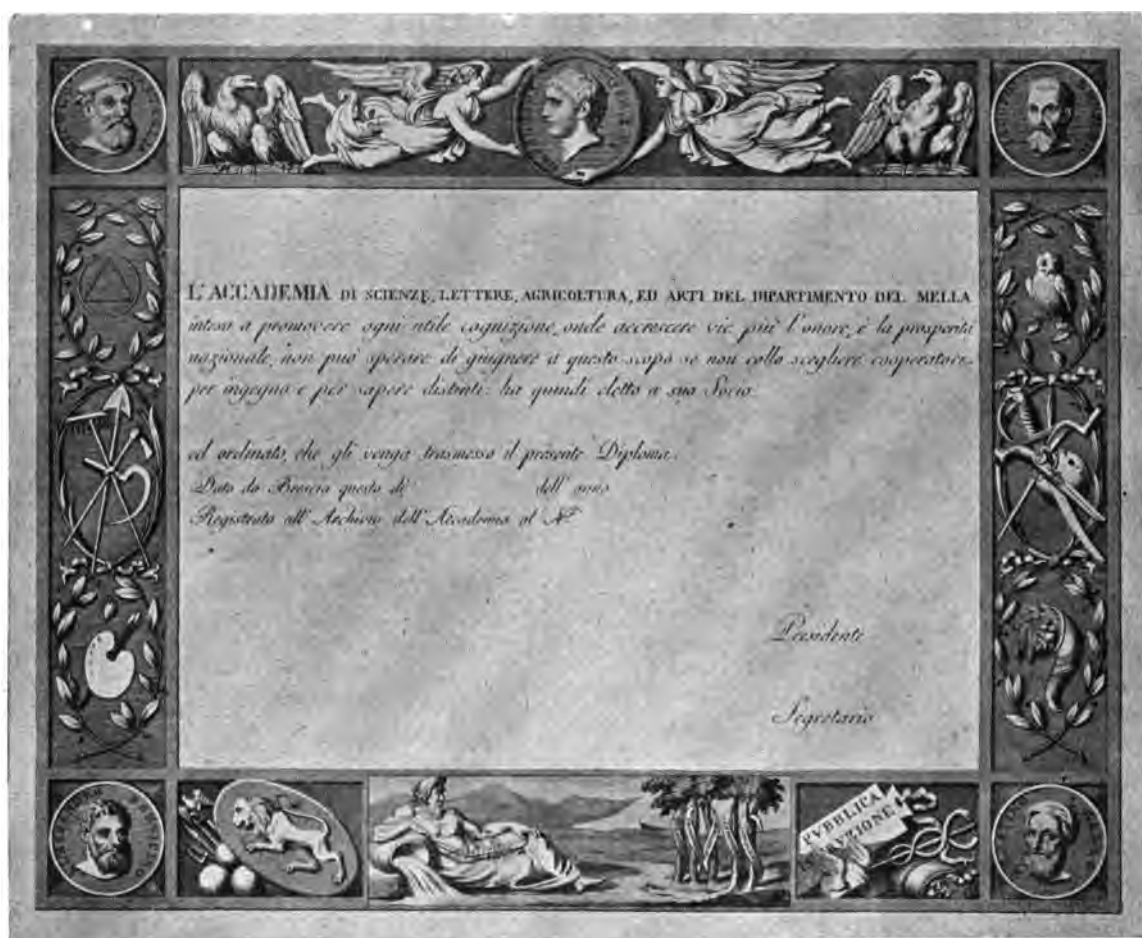 L'ACCADEMIA DI SCIENZE, LETTERE, AGRICOLTURA, ED ARTI DEL DIPARTIMENTO DEL MELLA
intesa a promovere ogni utile cognizione, onde accrescere vie più l'onore, e la prosperità
nazionale, non può sperare di giugnere a questo scopo se non collo scegliere cooperatori
per ingegno e per sapere distinti: ha quindi eletto a suo Socio
ed ordinato, che gli venga trasmesso il presente Diploma.
Dato da Brescia questo dì dell' anno
Registrato all' Archivio dell' Accademia al N.º
Presidente
Segretario
PVBBLICA